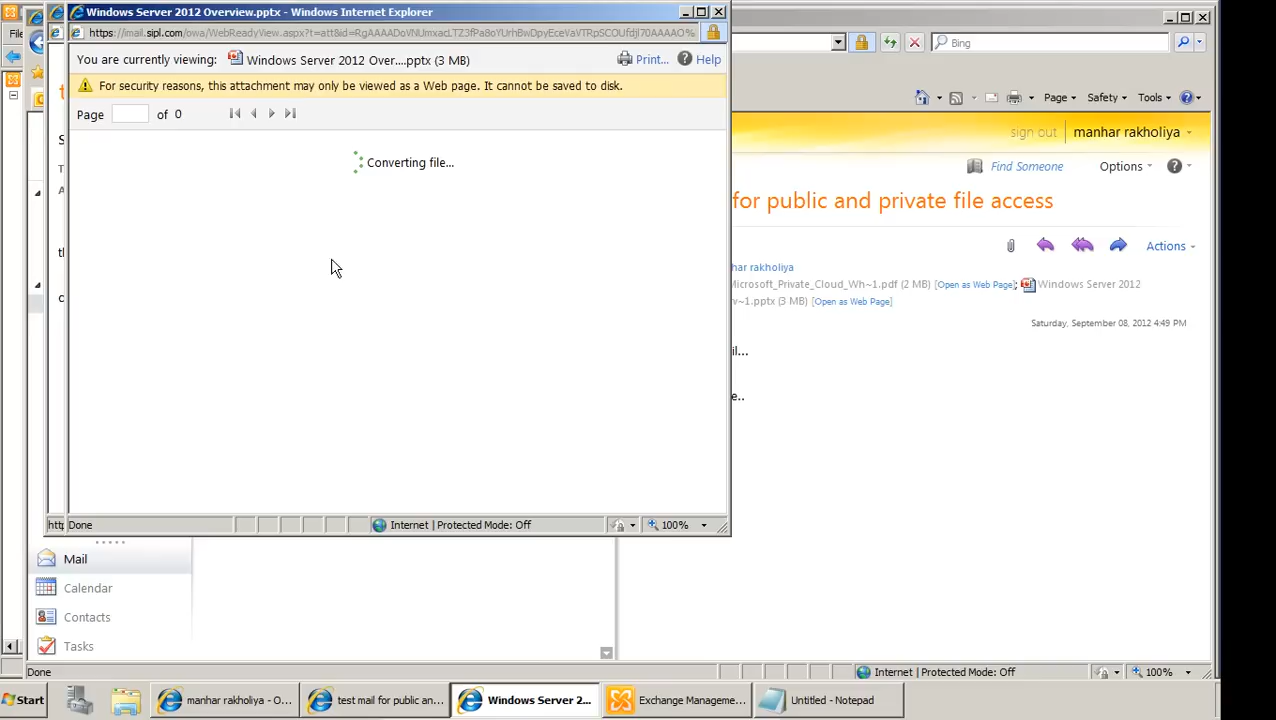 Windows Server 2012 Overview.pptx - Windows Internet Explorer
You are currently viewing: Windows Server 2012 Over....pptx (3 MB) Print... Help
For security reasons, this attachment may only be viewed as a Web page. It cannot be saved to disk.
Page of 0
Converting file...
Done Internet | Protected Mode: Off 100%
File
Bing
Page Safety Tools
sign out manhar rakholiya
Find Someone Options
for public and private file access
Actions
har rakholiya
Microsoft_Private_Cloud_Wh~1.pdf (2 MB) [Open as Web Page]; Windows Server 2012
v~1.pptx (3 MB) [Open as Web Page]
Saturday, September 08, 2012 4:49 PM
il...
e..
Mail
Calendar
Contacts
Tasks
Done Internet | Protected Mode: Off 100%
Start manhar rakholiya - O... test mail for public an... Windows Server 2... Exchange Manageme... Untitled - Notepad